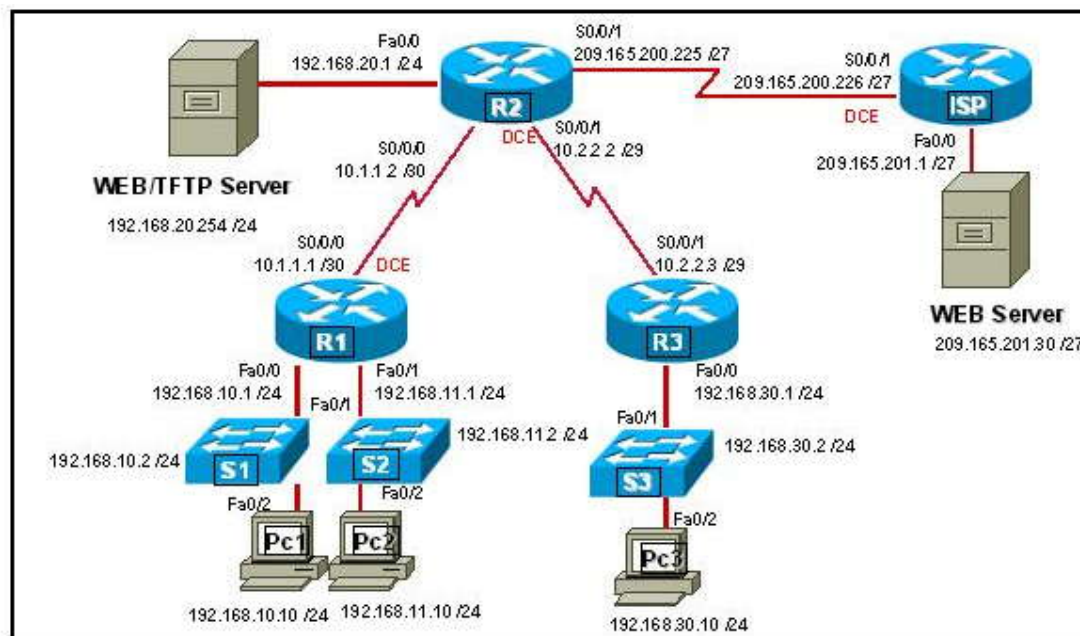 Fa0/0
192.168.20.1 /24
S0/0/1
209.165.200.225 /27
S0/0/1
209.165.200.226 /27
R2
ISP
DCE
DCE
S0/0/1
10.2.2.2 /29
Fa0/0
209.165.201.1 /27
S0/0/0
10.1.1.2 /30
WEB/TFTP Server
192.168.20.254 /24
S0/0/0
10.1.1.1 /30
DCE
S0/0/1
10.2.2.3 /29
WEB Server
209.165.201.30 /27
R1
R3
Fa0/0
192.168.10.1 /24
Fa0/1
192.168.11.1 /24
Fa0/0
192.168.30.1 /24
Fa0/1
Fa0/1
192.168.10.2 /24
S1
S2
192.168.11.2 /24
S3
192.168.30.2 /24
Fa0/2
Fa0/2
Fa0/2
Pc1
Pc2
Pc3
192.168.10.10 /24
192.168.11.10 /24
192.168.30.10 /24